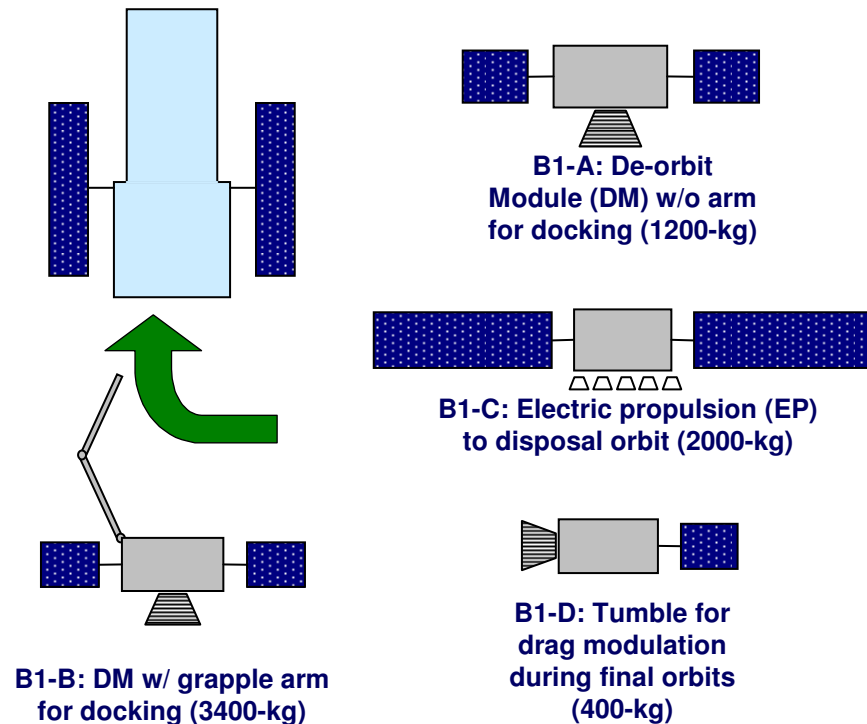 B1-A: De-orbit
Module (DM) w/o arm
for docking (1200-kg)
B1-C: Electric propulsion (EP)
to disposal orbit (2000-kg)
B1-B: DM w/ grapple arm
for docking (3400-kg)
B1-D: Tumble for
drag modulation
during final orbits
(400-kg)